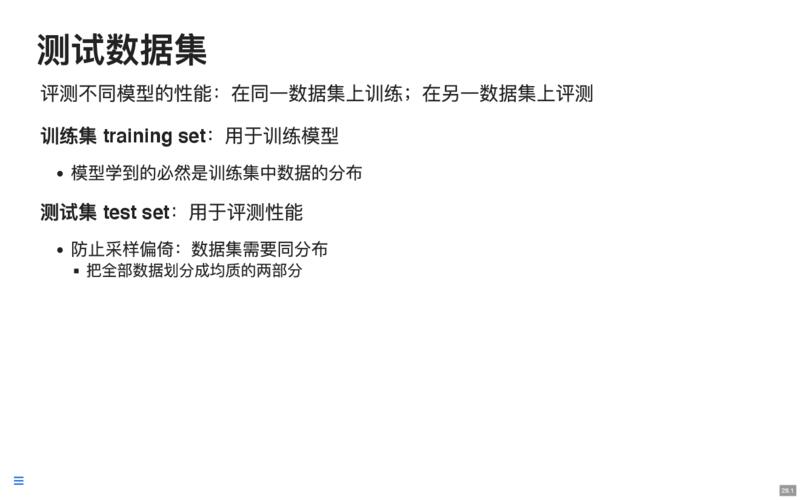 测试数据集
评测不同模型的性能：在同一数据集上训练；在另一数据集上评测
训练集 training set：用于训练模型
• 模型学到的必然是训练集中数据的分布
测试集 test set：用于评测性能
• 防止采样偏倚：数据集需要同分布
▪ 把全部数据划分成均质的两部分
29.1